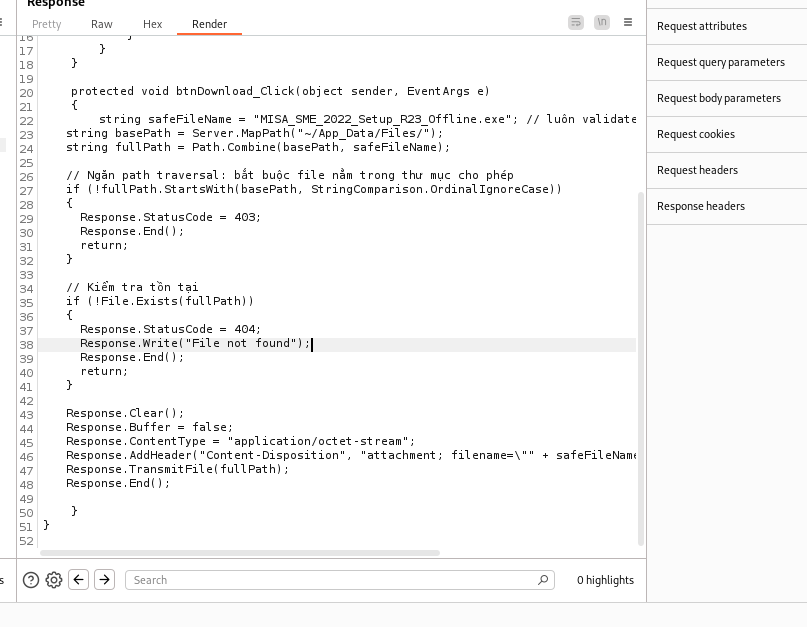 Response
Pretty Raw Hex Render
\n
Request attributes
Request query parameters
Request body parameters
Request cookies
Request headers
Response headers
16 }
17 }
18 }
19
20 protected void btnDownload_Click(object sender, EventArgs e)
21 {
22 string safeFileName = "MISA_SME_2022_Setup_R23_Offline.exe"; // luôn validate
23 string basePath = Server.MapPath("~/App_Data/Files/");
24 string fullPath = Path.Combine(basePath, safeFileName);
25
26 // Ngăn path traversal: bắt buộc file nằm trong thư mục cho phép
27 if (!fullPath.StartsWith(basePath, StringComparison.OrdinalIgnoreCase))
28 {
29 Response.StatusCode = 403;
30 Response.End();
31 return;
32 }
33
34 // Kiểm tra tồn tại
35 if (!File.Exists(fullPath))
36 {
37 Response.StatusCode = 404;
38 Response.Write("File not found");
39 Response.End();
40 return;
41 }
42
43 Response.Clear();
44 Response.Buffer = false;
45 Response.ContentType = "application/octet-stream";
46 Response.AddHeader("Content-Disposition", "attachment; filename=\"" + safeFileName
47 Response.TransmitFile(fullPath);
48 Response.End();
49
50 }
51 }
52
s
Search
0 highlights